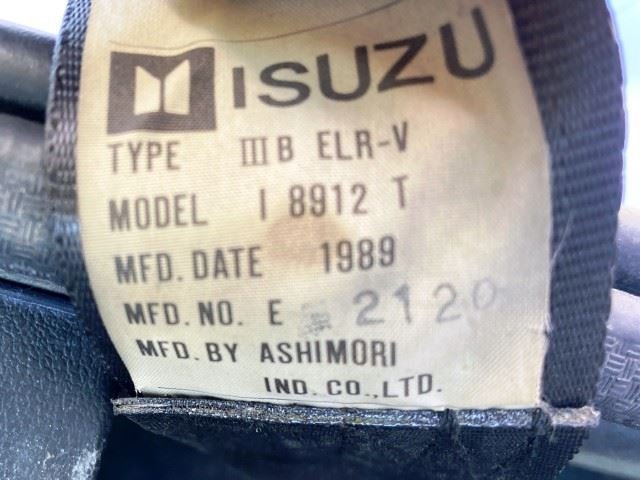 ISUZU
TYPE IIIB ELR-V
MODEL I 8912 T
MFD. DATE 1989
MFD. NO. E 2120
MFD. BY ASHIMORI
IND. CO., LTD.